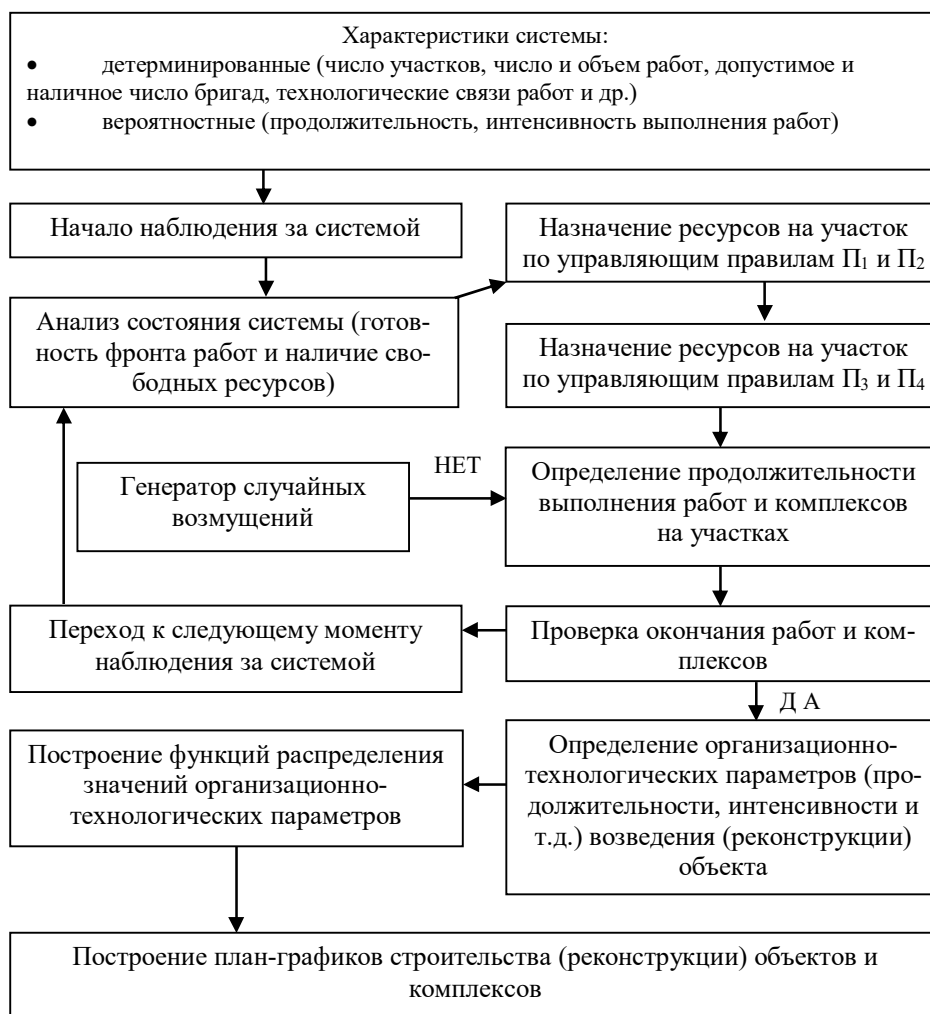 Характеристики системы:
• детерминированные (число участков, число и объем работ, допустимое и
наличное число бригад, технологические связи работ и др.)
• вероятностные (продолжительность, интенсивность выполнения работ)
Начало наблюдения за системой
Назначение ресурсов на участок
по управляющим правилам П₁ и П₂
Анализ состояния системы (готов-
ность фронта работ и наличие сво-
бодных ресурсов)
Назначение ресурсов на участок
по управляющим правилам П₃ и П₄
Генератор случайных
возмущений
НЕТ
Определение продолжительности
выполнения работ и комплексов
на участках
Переход к следующему моменту
наблюдения за системой
Проверка окончания работ и ком-
плексов
Д А
Построение функций распределения
значений организационно-
технологических параметров
Определение организационно-
технологических параметров (про-
должительности, интенсивности и
т.д.) возведения (реконструкции)
объекта
Построение план-графиков строительства (реконструкции) объектов и
комплексов